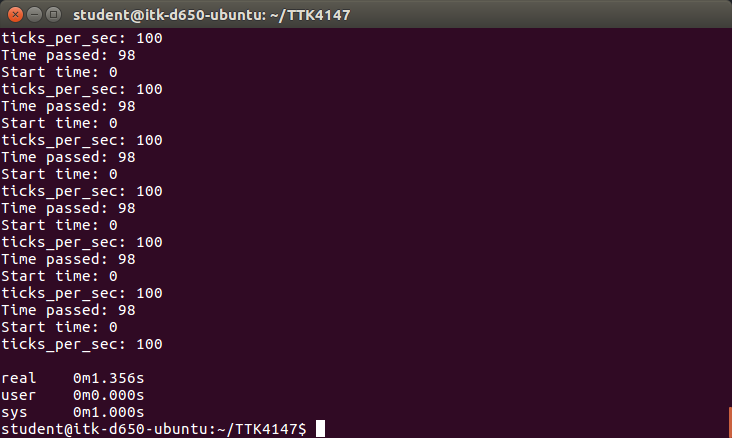 student@itk-d650-ubuntu: ~/TTK4147
ticks_per_sec: 100
Time passed: 98
Start time: 0
ticks_per_sec: 100
Time passed: 98
Start time: 0
ticks_per_sec: 100
Time passed: 98
Start time: 0
ticks_per_sec: 100
Time passed: 98
Start time: 0
ticks_per_sec: 100
Time passed: 98
Start time: 0
ticks_per_sec: 100
Time passed: 98
Start time: 0
ticks_per_sec: 100
real 0m1.356s
user 0m0.000s
sys 0m1.000s
student@itk-d650-ubuntu:~/TTK4147$